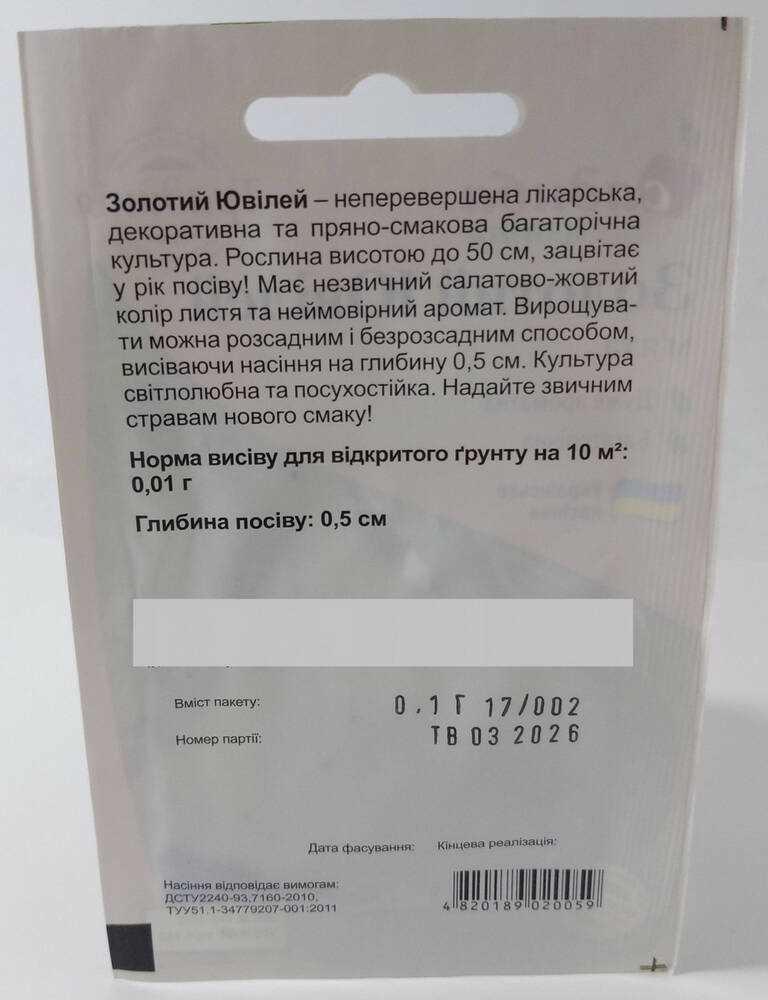 Золотий Ювілей – неперевершена лікарська,
декоративна та пряно-смакова багаторічна
культура. Рослина висотою до 50 см, зацвітає
у рік посіву! Має незвичний салатово-жовтий
колір листя та неймовірний аромат. Вирощува-
ти можна розсадним і безрозсадним способом,
висіваючи насіння на глибину 0,5 см. Культура
світлолюбна та посухостійка. Надайте звичним
стравам нового смаку!
Норма висіву для відкритого ґрунту на 10 м²:
0,01 г
Глибина посіву: 0,5 см
Вміст пакету: 0.1 Г 17/002
Номер партії: ТВ 03 2026
Дата фасування: Кінцева реалізація:
Насіння відповідає вимогам:
ДСТУ2240-93,7160-2010,
ТУУ51.1-34779207-001:2011
4 820189 020059